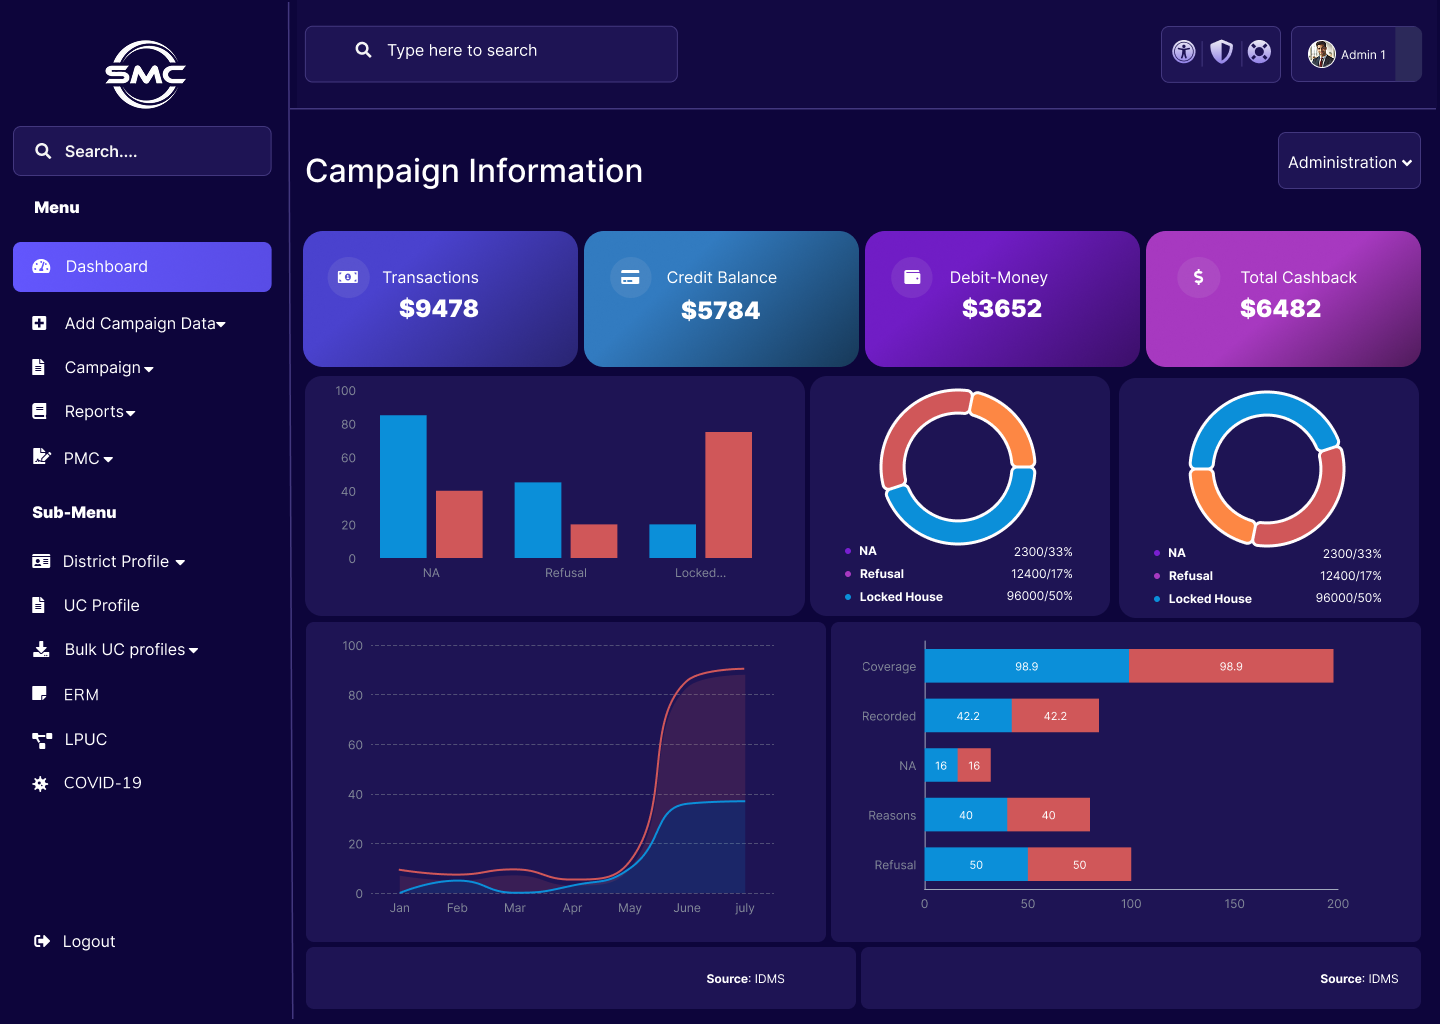 SMC
Search....
Menu
Dashboard
Add Campaign Data
Campaign
Reports
PMC
Sub-Menu
District Profile
UC Profile
Bulk UC profiles
ERM
LPUC
COVID-19
Logout
Type here to search
Admin 1
Campaign Information
Administration
Transactions
$9478
Credit Balance
$5784
Debit-Money
$3652
Total Cashback
$6482
100
80
60
40
20
0
NA Refusal Locked...
NA 2300/33%
Refusal 12400/17%
Locked House 96000/50%
NA 2300/33%
Refusal 12400/17%
Locked House 96000/50%
100
80
60
40
20
0
Jan Feb Mar Apr May June july
Coverage 98.9 98.9
Recorded 42.2 42.2
NA 16 16
Reasons 40 40
Refusal 50 50
0 50 100 150 200
Source: IDMS
Source: IDMS